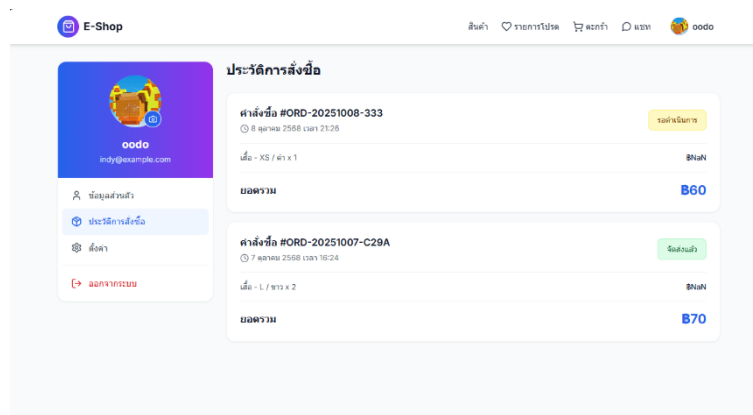 E-Shop
สินค้า
รายการโปรด
ตะกร้า
แชท
oodo
oodo
indy@example.com
ข้อมูลส่วนตัว
ประวัติการสั่งซื้อ
ตั้งค่า
ออกจากระบบ
ประวัติการสั่งซื้อ
คำสั่งซื้อ #ORD-20251008-333
8 ตุลาคม 2568 เวลา 21:26
รอดำเนินการ
เสื้อ - XS / ดำ x 1
฿NaN
ยอดรวม
฿60
คำสั่งซื้อ #ORD-20251007-C29A
7 ตุลาคม 2568 เวลา 16:24
จัดส่งแล้ว
เสื้อ - L / ขาว x 2
฿NaN
ยอดรวม
฿70